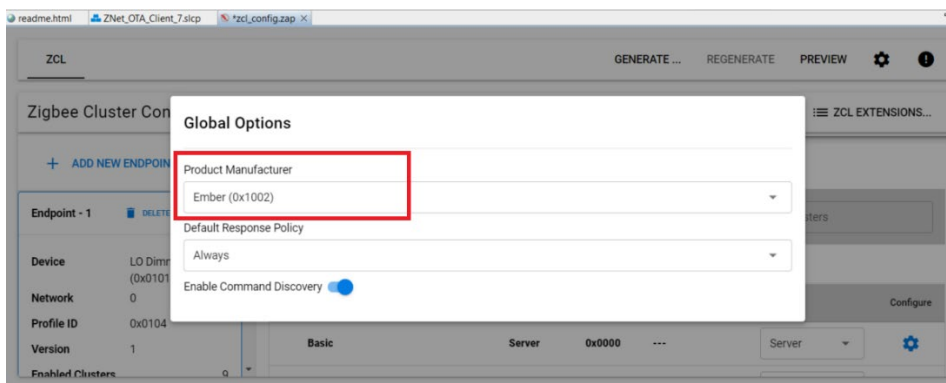 readme.html ZNet_OTA_Client_7.slcp *zcl_config.zap
ZCL GENERATE ... REGENERATE PREVIEW
Zigbee Cluster Con ZCL EXTENSIONS...
Global Options
ADD NEW ENDPOIN
Product Manufacturer
Ember (0x1002)
Endpoint - 1 DELETE sters
Default Response Policy
Always
Device LO Dimr
(0x0101
Enable Command Discovery
Network 0 Configure
Profile ID 0x0104
Version 1
Basic Server 0x0000 --- Server
Enabled Clusters 9